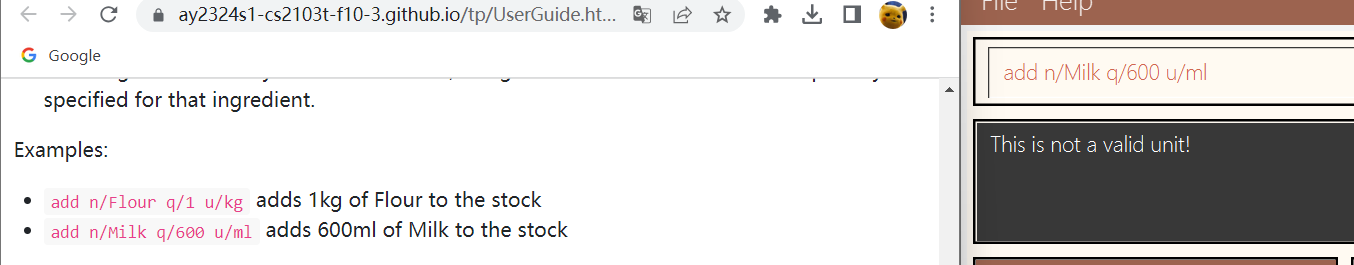 ay2324s1-cs2103t-f10-3.github.io/tp/UserGuide.ht...
Google
specified for that ingredient.
Examples:
add n/Flour q/1 u/kg adds 1kg of Flour to the stock
add n/Milk q/600 u/ml adds 600ml of Milk to the stock
File Help
add n/Milk q/600 u/ml
This is not a valid unit!